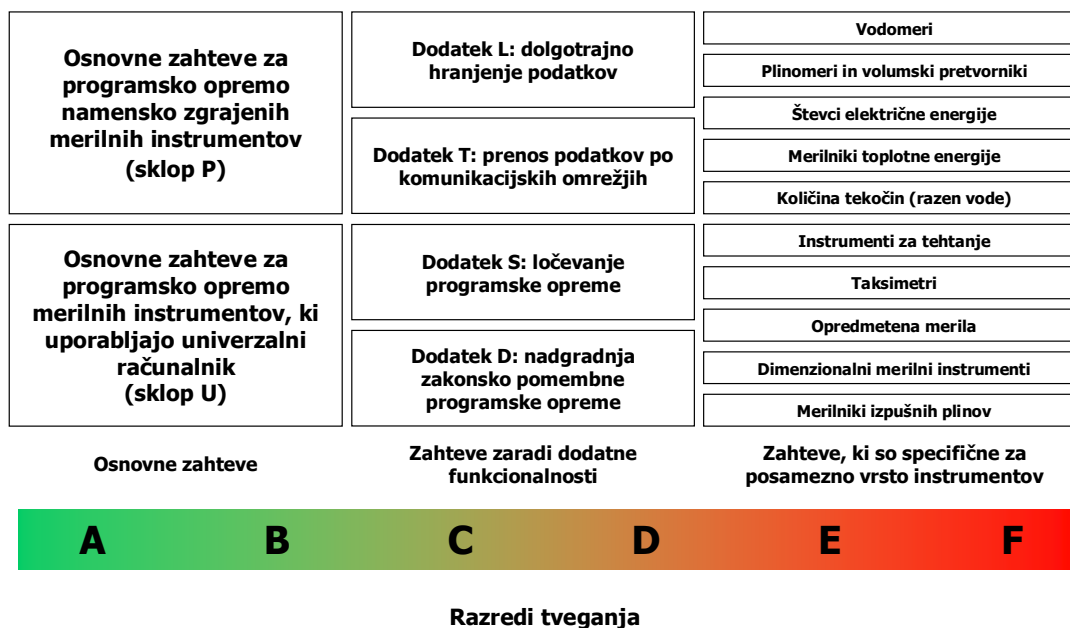 Osnovne zahteve za
programsko opremo
namensko zgrajenih
merilnih instrumentov
(sklop P)
Osnovne zahteve za
programsko opremo
merilnih instrumentov, ki
uporabljajo univerzalni
računalnik
(sklop U)
Osnovne zahteve
Dodatek L: dolgotrajno
hranjenje podatkov
Dodatek T: prenos podatkov po
komunikacijskih omrežjih
Dodatek S: ločevanje
programske opreme
Dodatek D: nadgradnja
zakonsko pomembne
programske opreme
Zahteve zaradi dodatne
funkcionalnosti
Vodomeri
Plinomeri in volumski pretvorniki
Števci električne energije
Merilniki toplotne energije
Količina tekočin (razen vode)
Instrumenti za tehtanje
Taksimetri
Opredmetena merila
Dimenzionalni merilni instrumenti
Merilniki izpušnih plinov
Zahteve, ki so specifične za
posamezno vrsto instrumentov
A B C D E F
Razredi tveganja